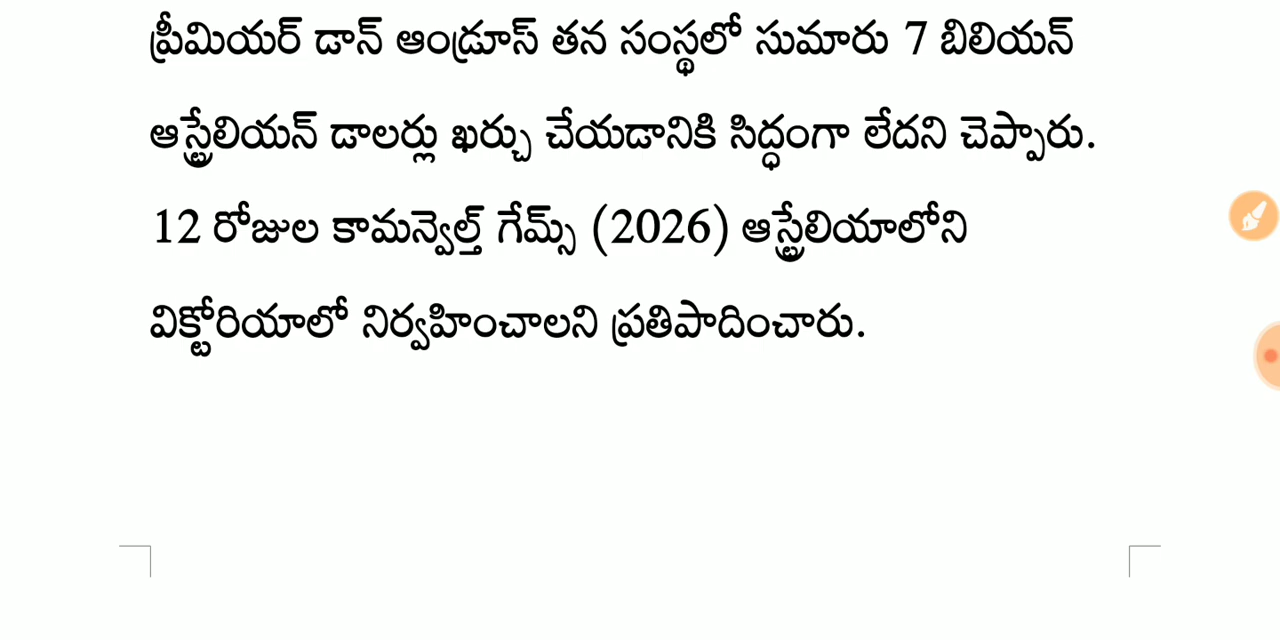 ప్రీమియర్ డాన్ ఆండ్రూస్ తన సంస్థలో సుమారు 7 బిలియన్
ఆస్ట్రేలియన్ డాలర్లు ఖర్చు చేయడానికి సిద్ధంగా లేదని చెప్పారు.
12 రోజుల కామన్వెల్త్ గేమ్స్ (2026) ఆస్ట్రేలియాలోని
విక్టోరియాలో నిర్వహించాలని ప్రతిపాదించారు.